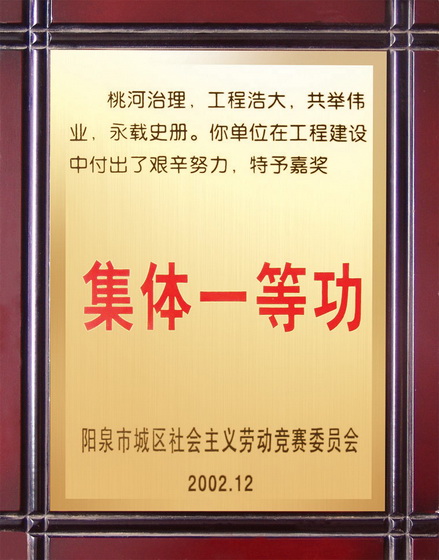 桃河治理，工程浩大，共举伟
业，永载史册。你单位在工程建设
中付出了艰辛努力，特予嘉奖
集体一等功
阳泉市城区社会主义劳动竞赛委员会
2002.12